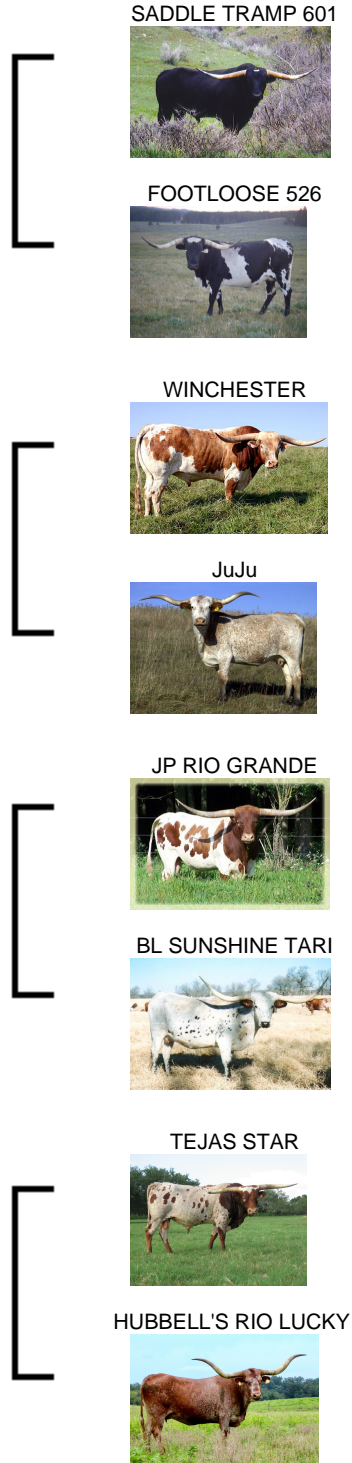 SADDLE TRAMP 601
FOOTLOOSE 526
WINCHESTER
JuJu
JP RIO GRANDE
BL SUNSHINE TARI
TEJAS STAR
HUBBELL'S RIO LUCKY